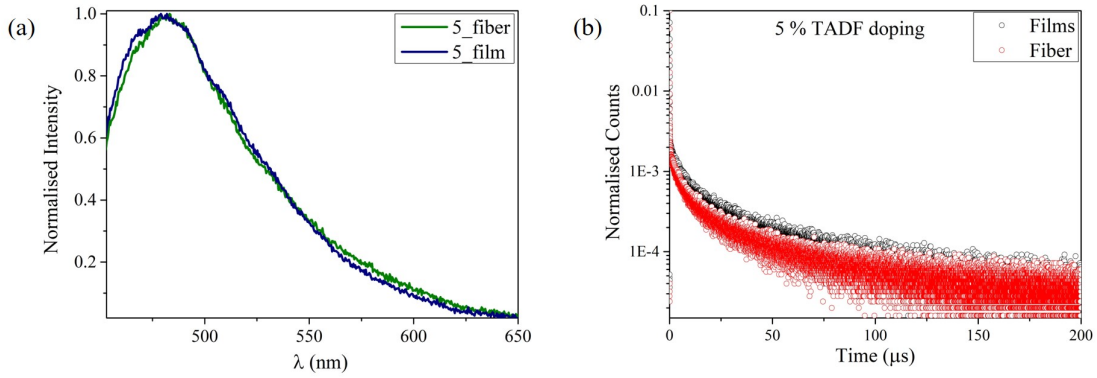 (a)
5_fiber
5_film
1.0
0.8
0.6
0.4
0.2
Normalised Intensity
500
550
600
650
λ (nm)
(b)
5 % TADF doping
Films
Fiber
0.1
0.01
1E-3
1E-4
Normalised Counts
0
50
100
150
200
Time (μs)